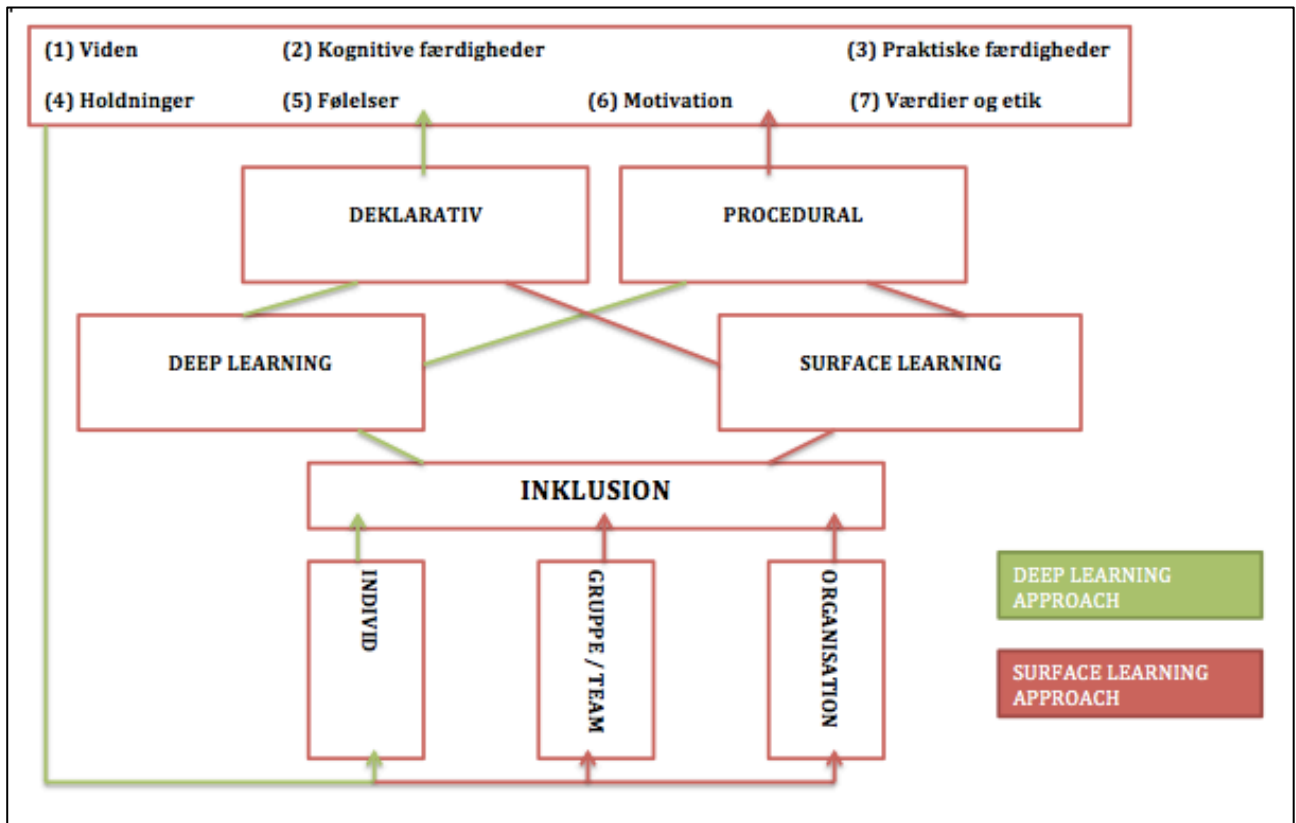 (1) Viden (2) Kognitive færdigheder (3) Praktiske færdigheder
(4) Holdninger (5) Følelser (6) Motivation (7) Værdier og etik
DEKLARATIV
PROCEDURAL
DEEP LEARNING
SURFACE LEARNING
INKLUSION
INDIVID
GRUPPE / TEAM
ORGANISATION
DEEP LEARNING
APPROACH
SURFACE LEARNING
APPROACH